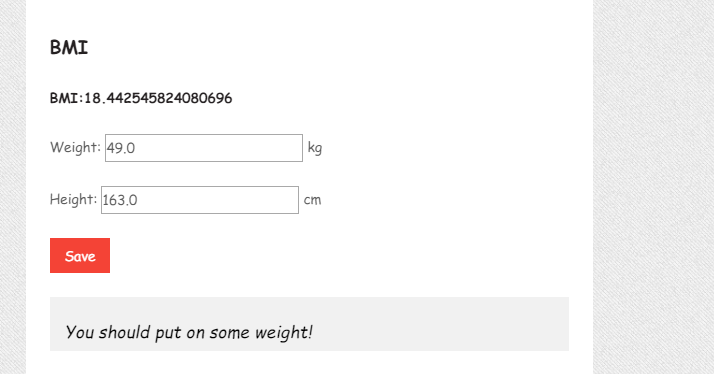 BMI
BMI:18.442545824080696
Weight: 49.0 kg
Height: 163.0 cm
Save
You should put on some weight!